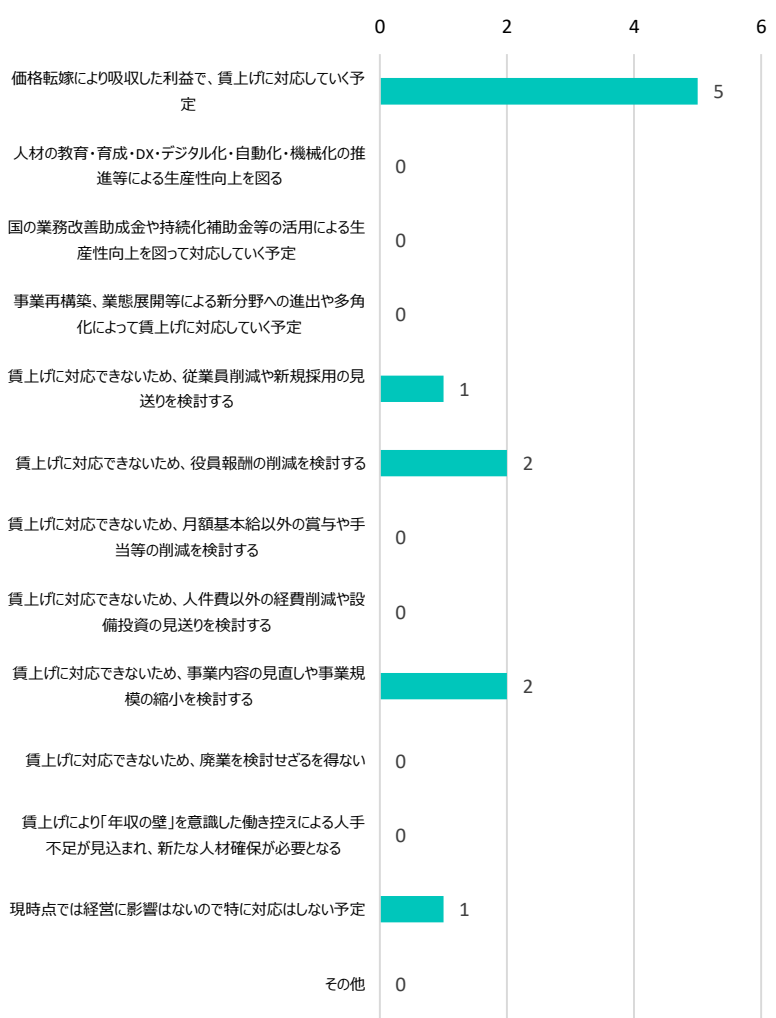 0 2 4 6
価格転嫁により吸収した利益で、賃上げに対応していく予
定
5
人材の教育・育成・DX・デジタル化・自動化・機械化の推
進等による生産性向上を図る
0
国の業務改善助成金や持続化補助金等の活用による生
産性向上を図って対応していく予定
0
事業再構築、業態展開等による新分野への進出や多角
化によって賃上げに対応していく予定
0
賃上げに対応できないため、従業員削減や新規採用の見
送りを検討する
1
賃上げに対応できないため、役員報酬の削減を検討する
2
賃上げに対応できないため、月額基本給以外の賞与や手
当等の削減を検討する
0
賃上げに対応できないため、人件費以外の経費削減や設
備投資の見送りを検討する
0
賃上げに対応できないため、事業内容の見直しや事業規
模の縮小を検討する
2
賃上げに対応できないため、廃業を検討せざるを得ない
0
賃上げにより「年収の壁」を意識した働き控えによる人手
不足が見込まれ、新たな人材確保が必要となる
0
現時点では経営に影響はないので特に対応はしない予定
1
その他
0